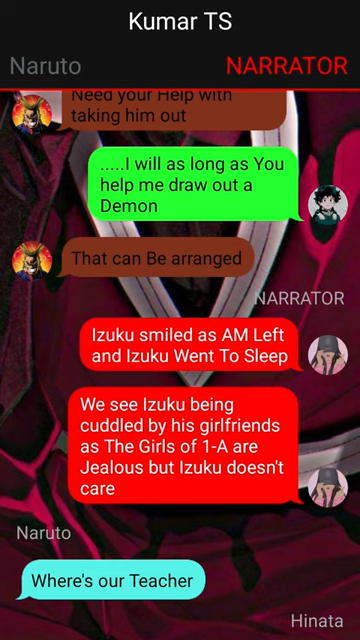 Kumar TS
Naruto
NARRATOR
Need your Help with
taking him out
.....I will as long as You
help me draw out a
Demon
That can Be arranged
NARRATOR
Izuku smiled as AM Left
and Izuku Went To Sleep
We see Izuku being
cuddled by his girlfriends
as The Girls of 1-A are
Jealous but Izuku doesn't
care
Naruto
Where's our Teacher
Hinata